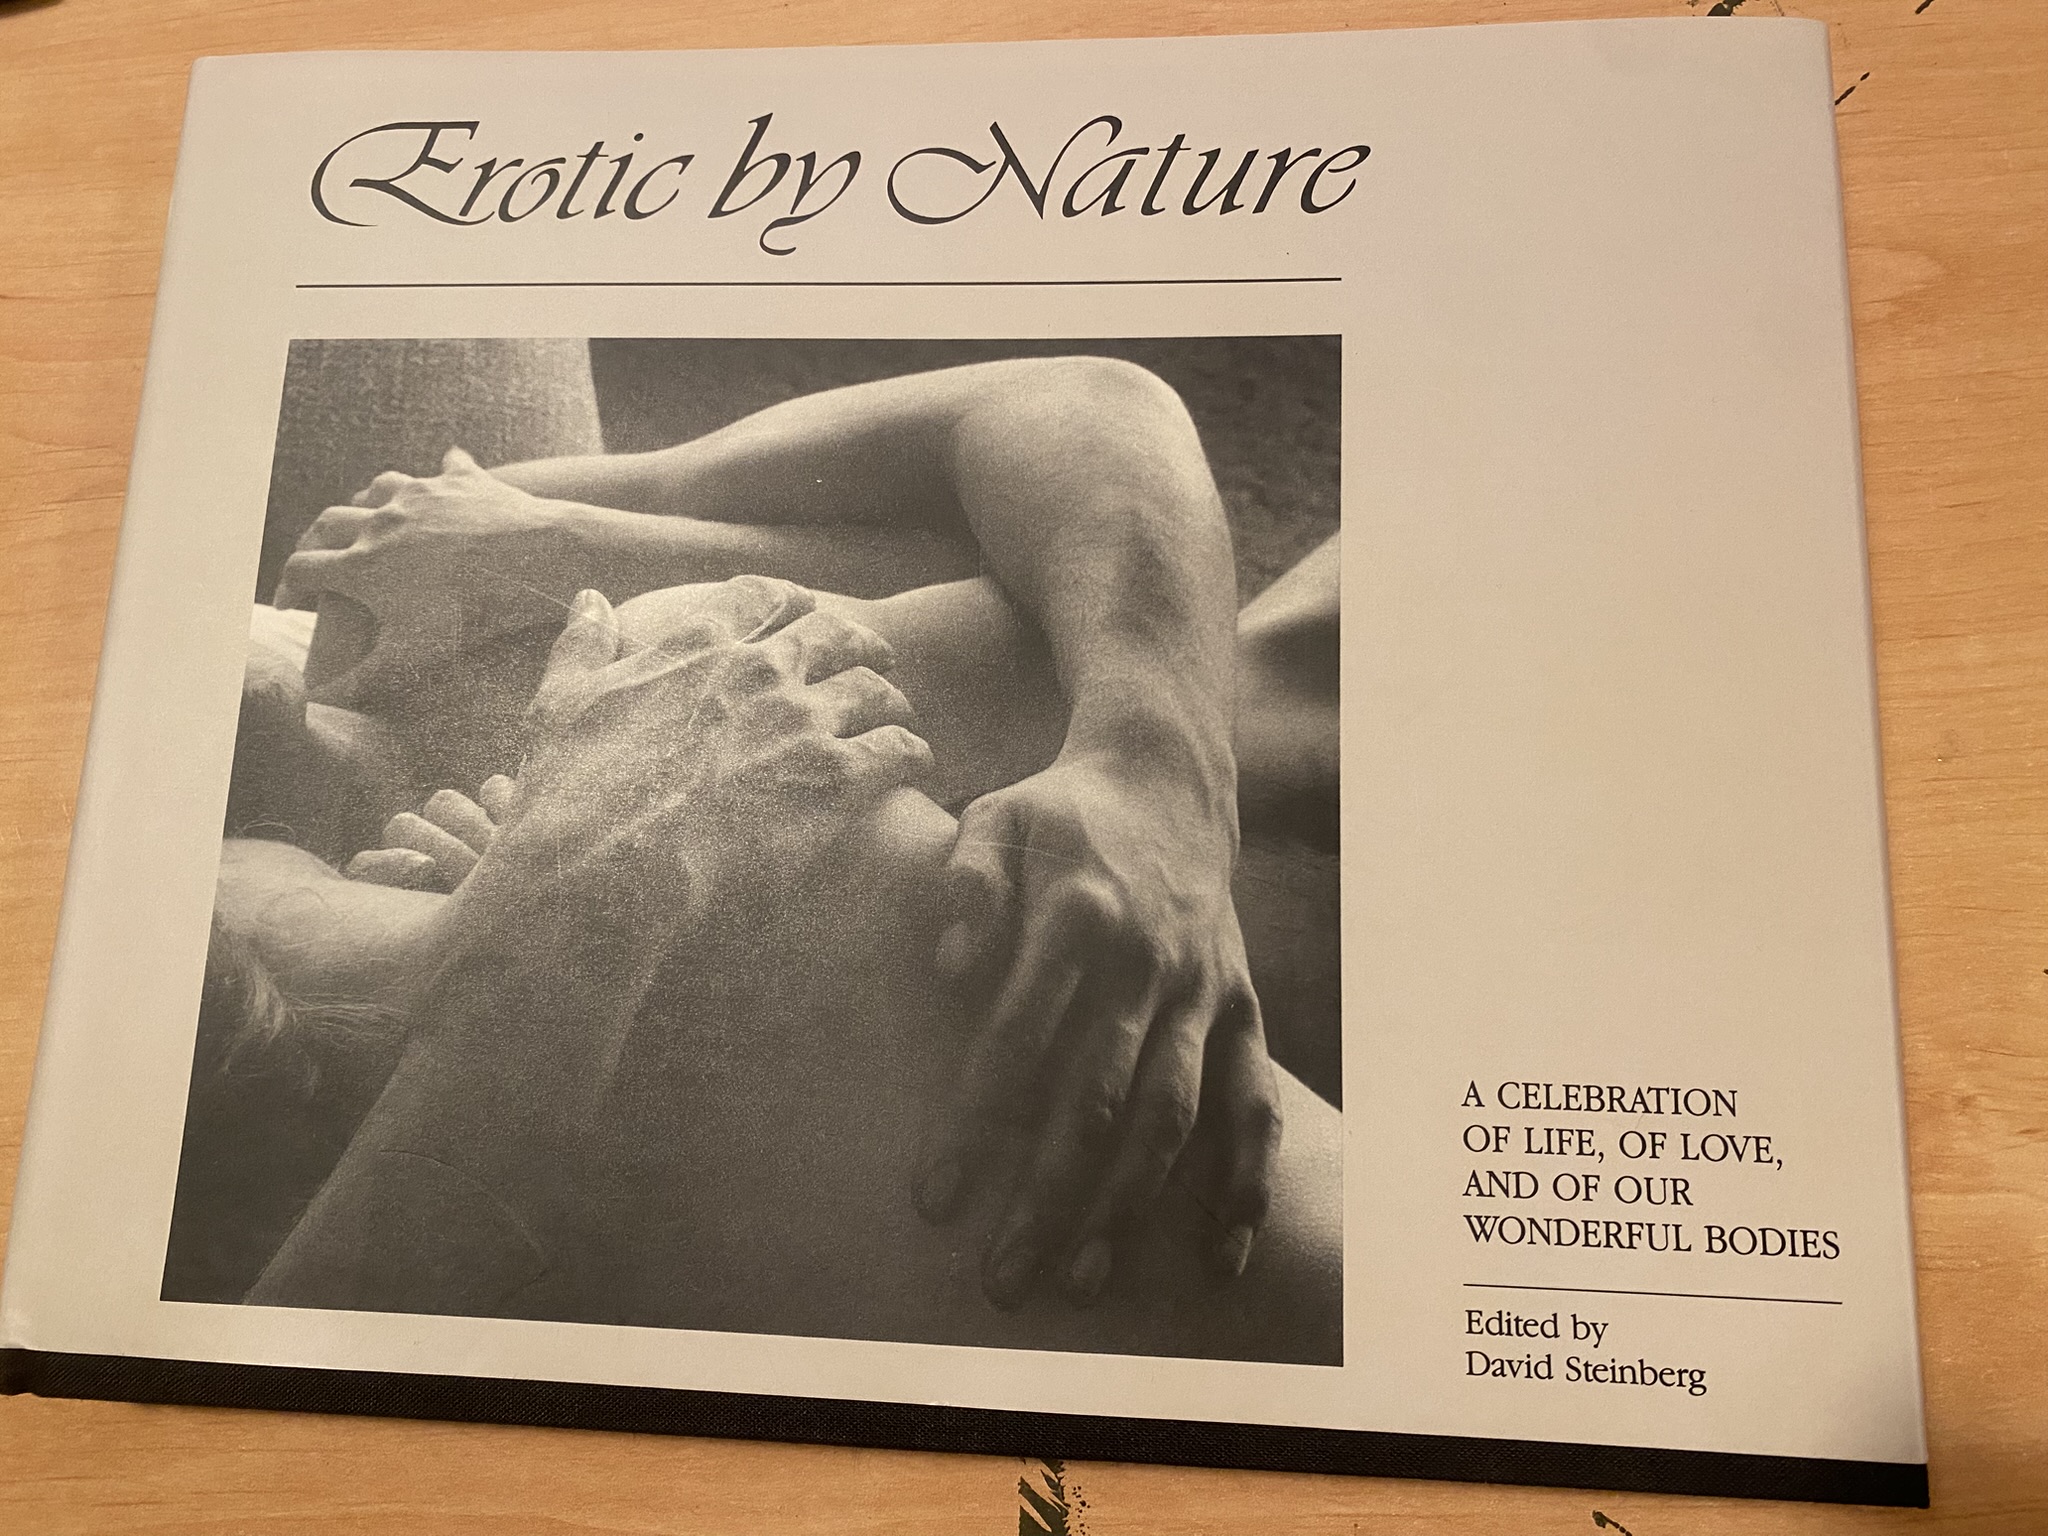 Erotic by Nature
A CELEBRATION
OF LIFE, OF LOVE,
AND OF OUR
WONDERFUL BODIES
Edited by
David Steinberg